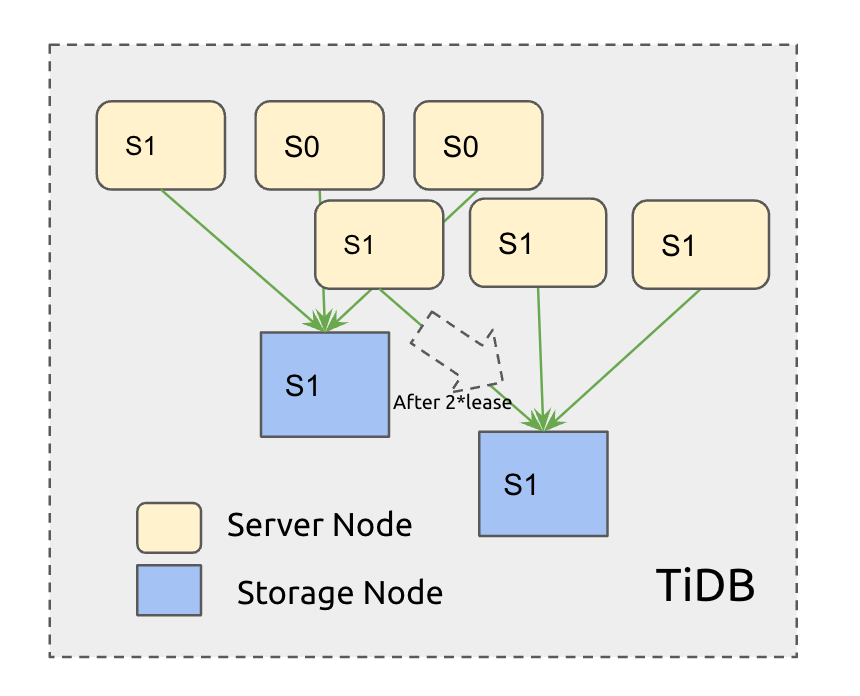 S1
S0
S0
S1
S1
S1
S1
After 2*lease
S1
Server Node
Storage Node
TiDB